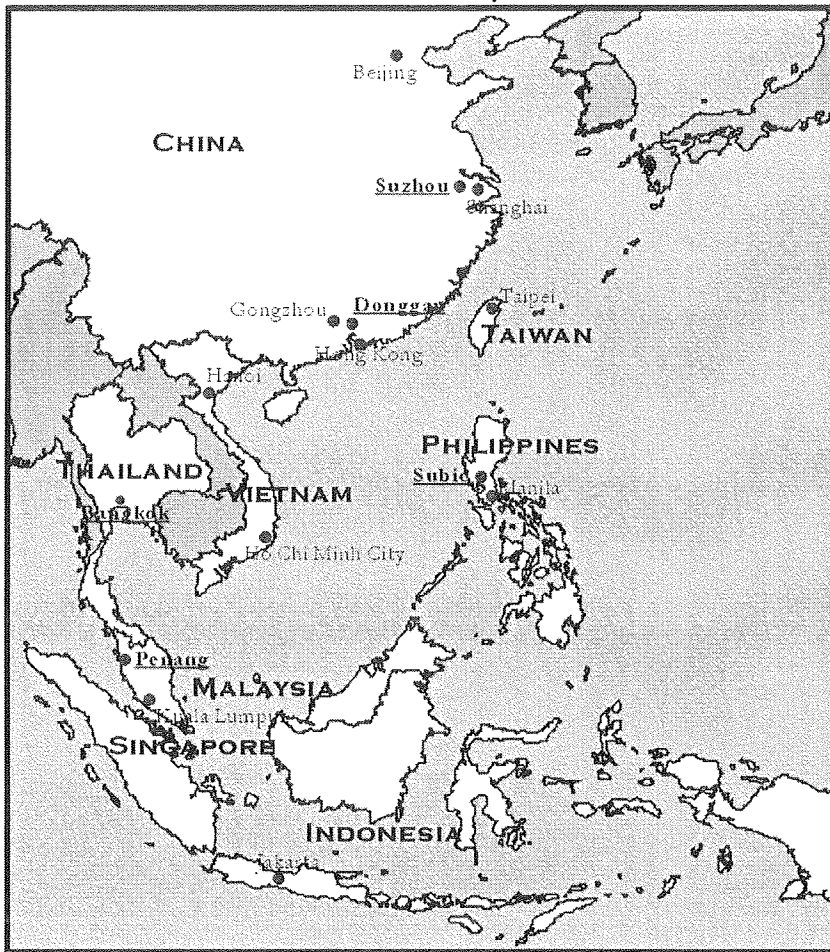 Beijing
CHINA
Suzhou
Shanghai
Gongzhou
Donggan
Taipei
TAIWAN
Hong Kong
Hanoi
PHILIPPINES
THAILAND
Subic
Manila
VIETNAM
Bangkok
Ho Chi Minh City
Penang
MALAYSIA
Kuala Lumpur
SINGAPORE
INDONESIA
Jakarta